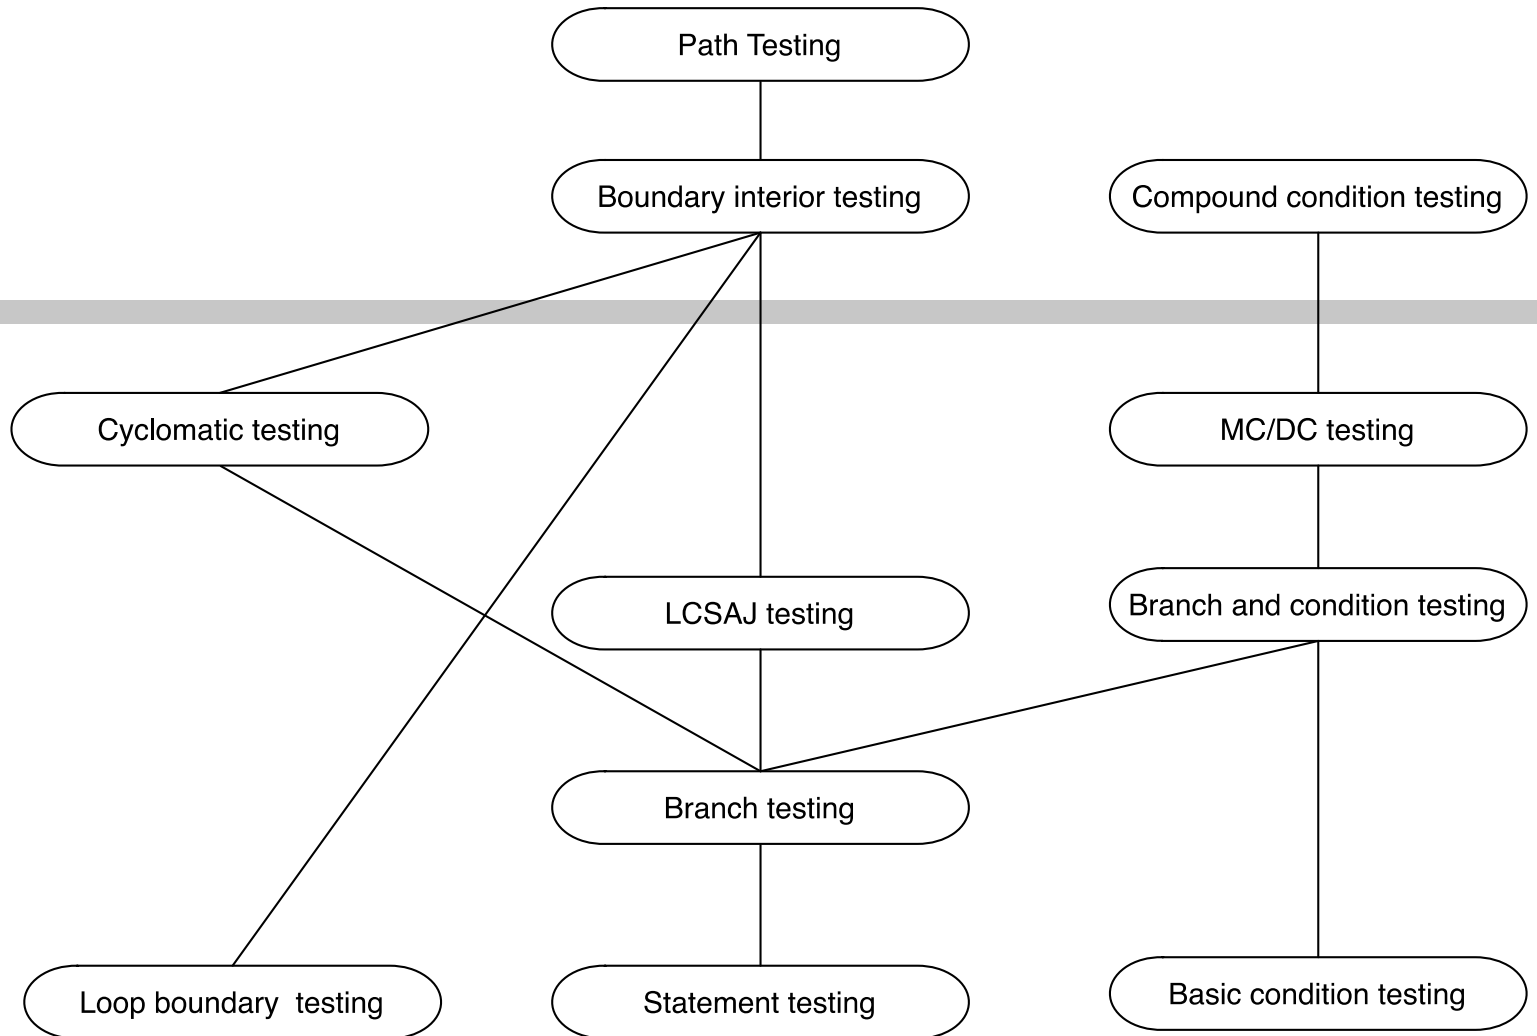 Path Testing
Boundary interior testing
Compound condition testing
Cyclomatic testing
MC/DC testing
LCSAJ testing
Branch and condition testing
Branch testing
Loop boundary  testing
Statement testing
Basic condition testing